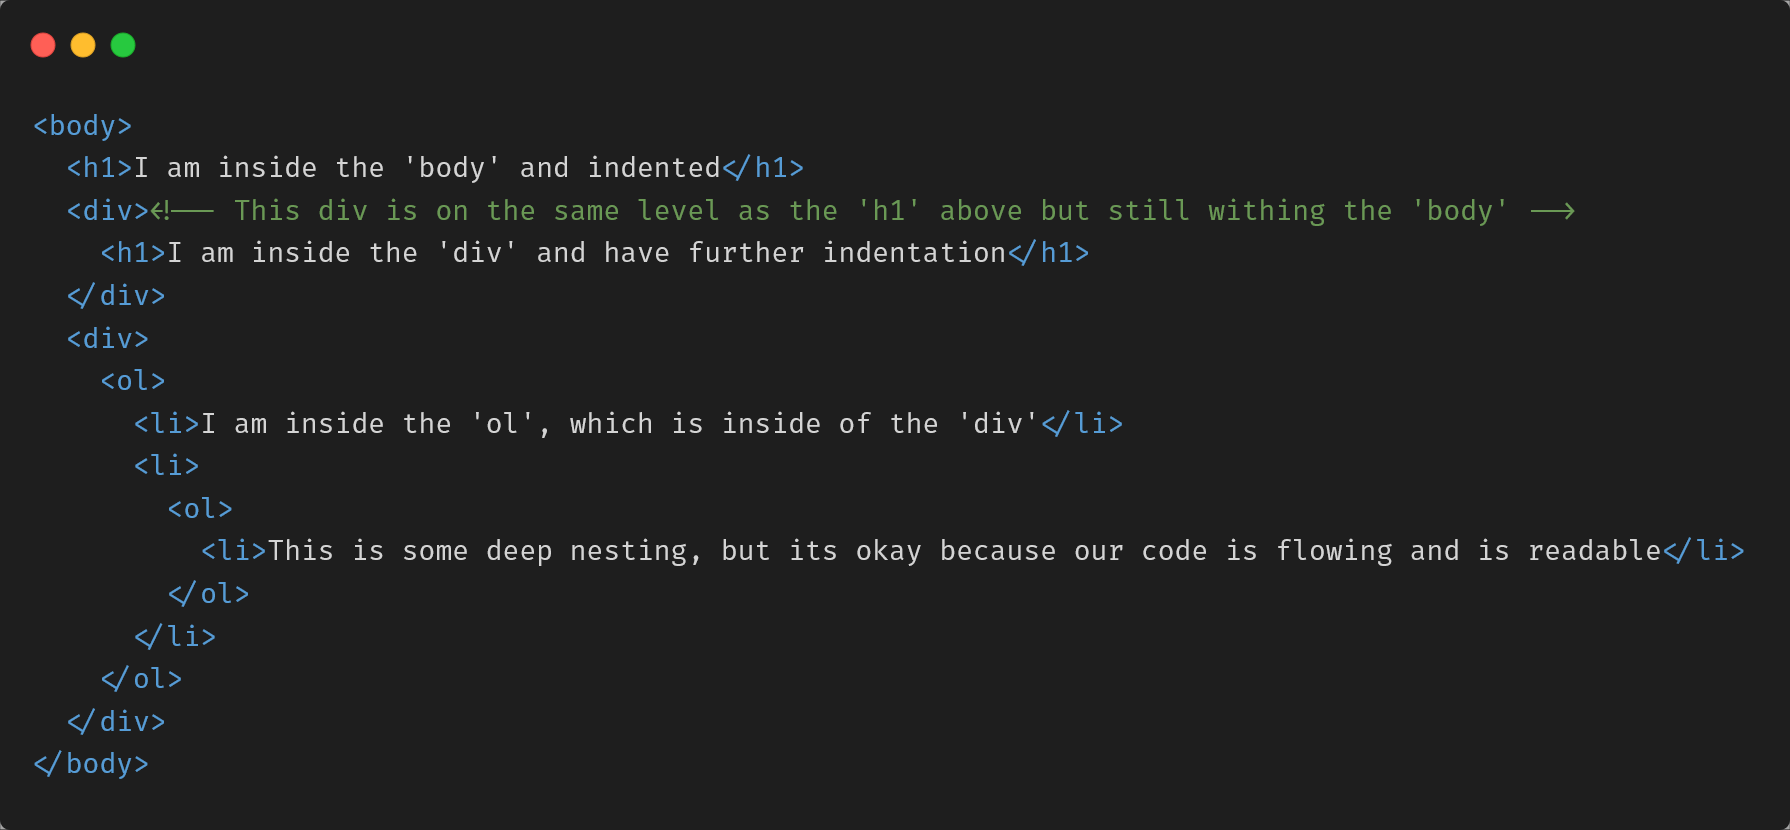 <body>
  <h1>I am inside the 'body' and indented</h1>
  <div><!-- This div is on the same level as the 'h1' above but still withing the 'body' -->
    <h1>I am inside the 'div' and have further indentation</h1>
  </div>
  <div>
    <ol>
      <li>I am inside the 'ol', which is inside of the 'div'</li>
      <li>
        <ol>
          <li>This is some deep nesting, but its okay because our code is flowing and is readable</li>
        </ol>
      </li>
    </ol>
  </div>
</body>